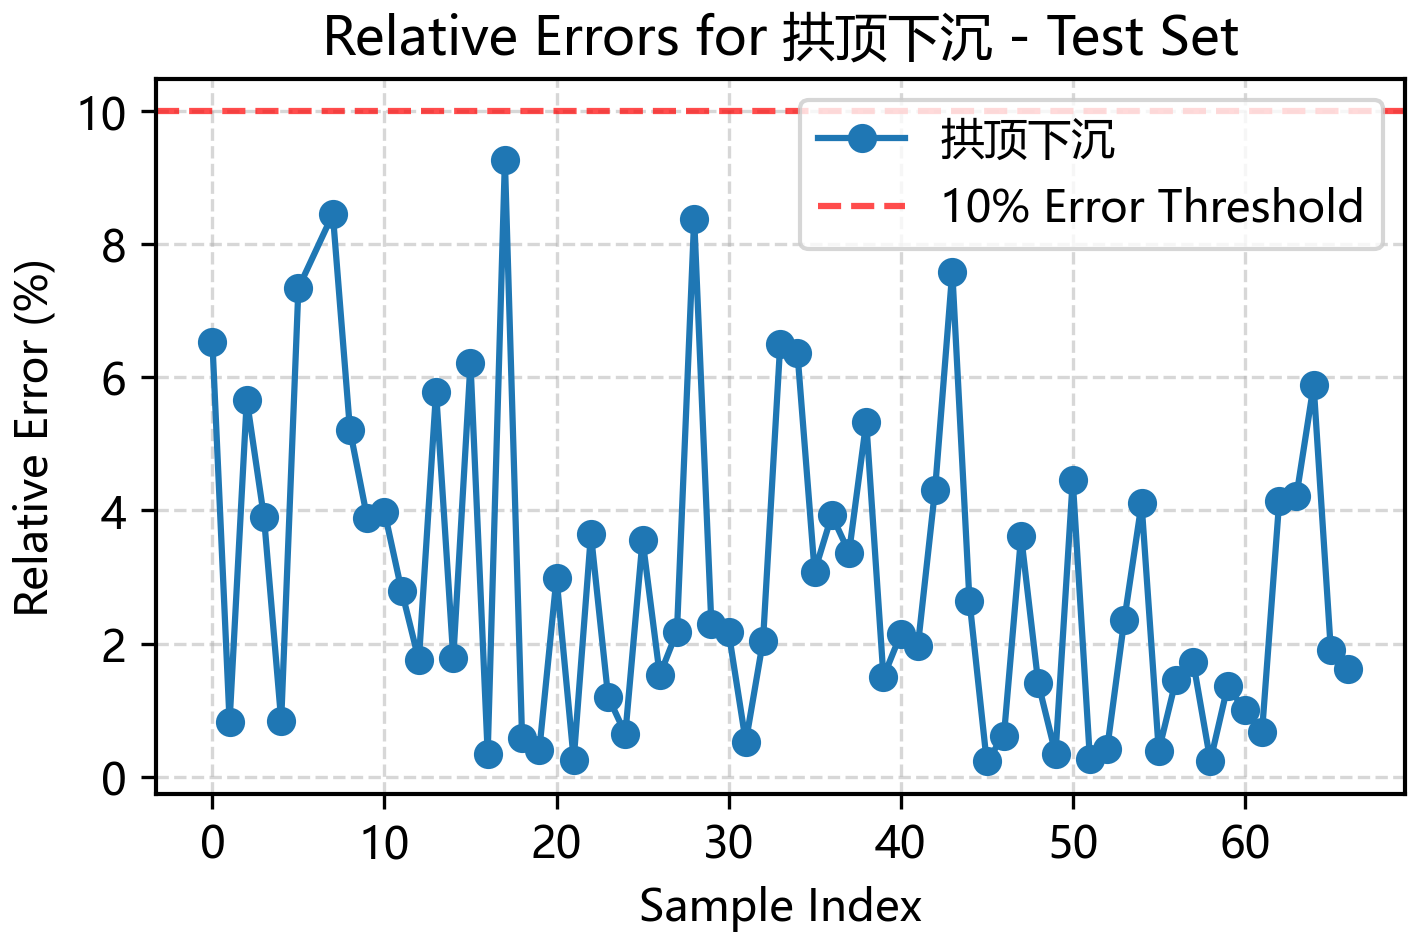 Relative Errors for 拱顶下沉 - Test Set
10
8
6
4
2
0
Relative Error (%)
拱顶下沉
10% Error Threshold
0 10 20 30 40 50 60
Sample Index